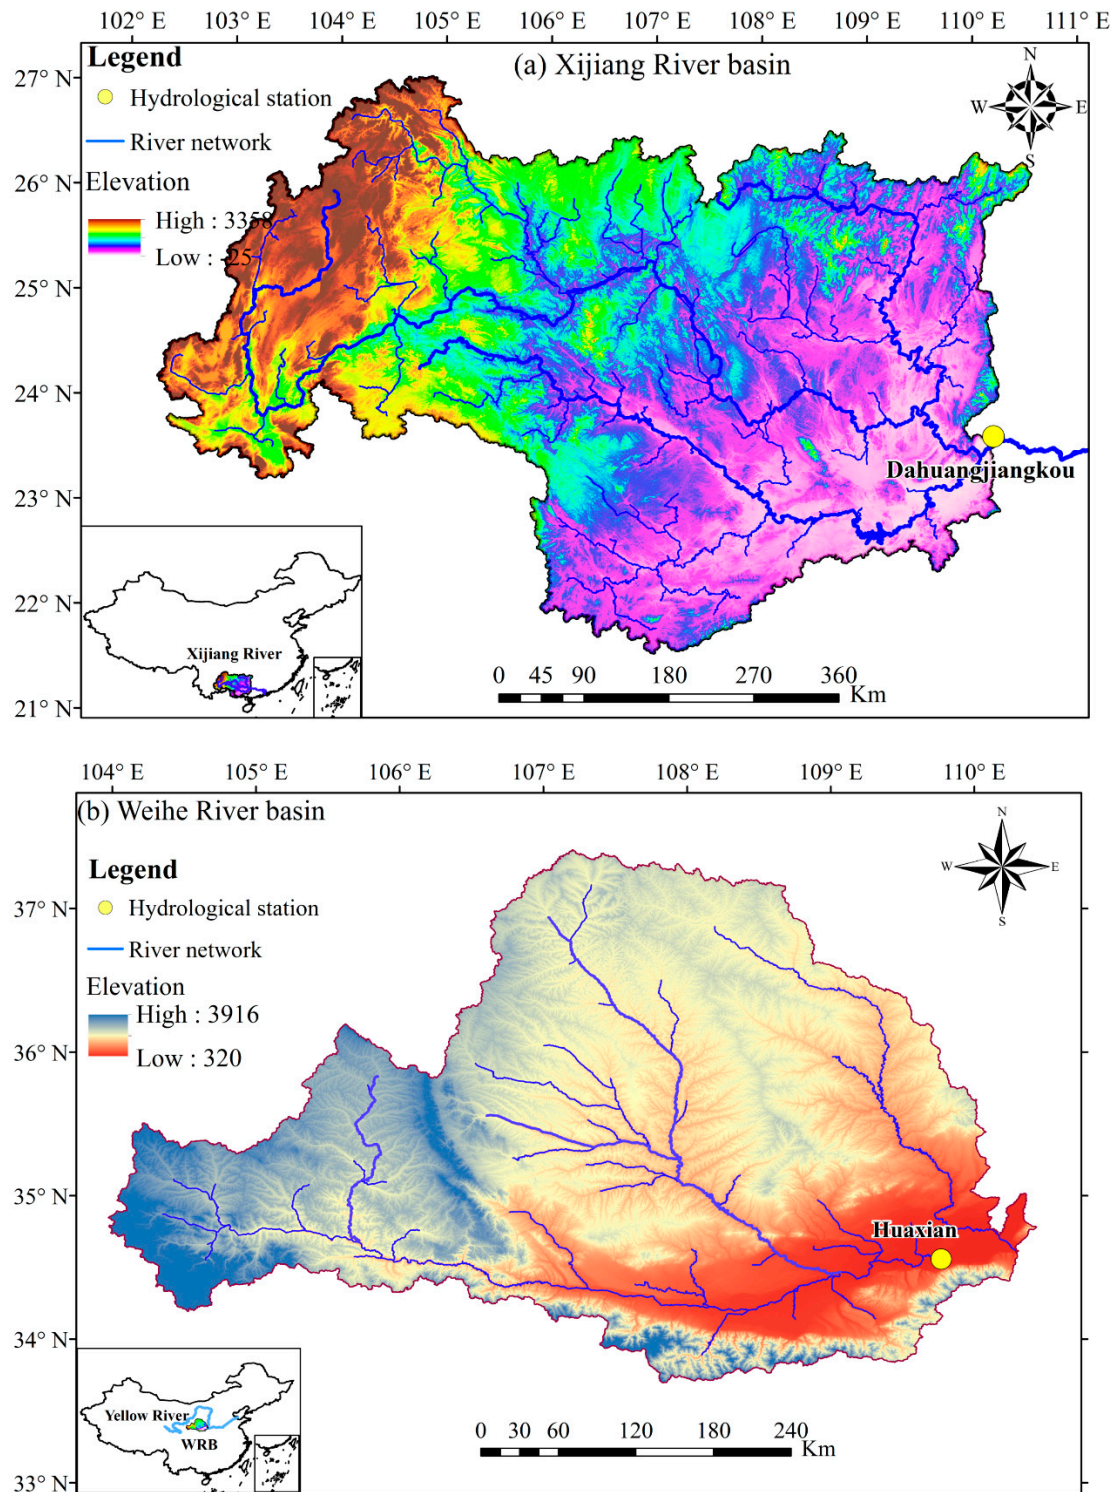 102° E 103° E 104° E 105° E 106° E 107° E 108° E 109° E 110° E 111° E
Legend
(a) Xijiang River basin
N
W E
S
Hydrological station
River network
Elevation
High : 3358
Low : -25
27° N
26° N
25° N
24° N
23° N
22° N
21° N
Dahuangjiangkou
Xijiang River
0 45 90 180 270 360
Km
104° E 105° E 106° E 107° E 108° E 109° E 110° E
(b) Weihe River basin
N
W E
S
Legend
Hydrological station
River network
Elevation
High : 3916
Low : 320
37° N
36° N
35° N
34° N
33° N
Huaxian
Yellow River
WRB
0 30 60 120 180 240
Km